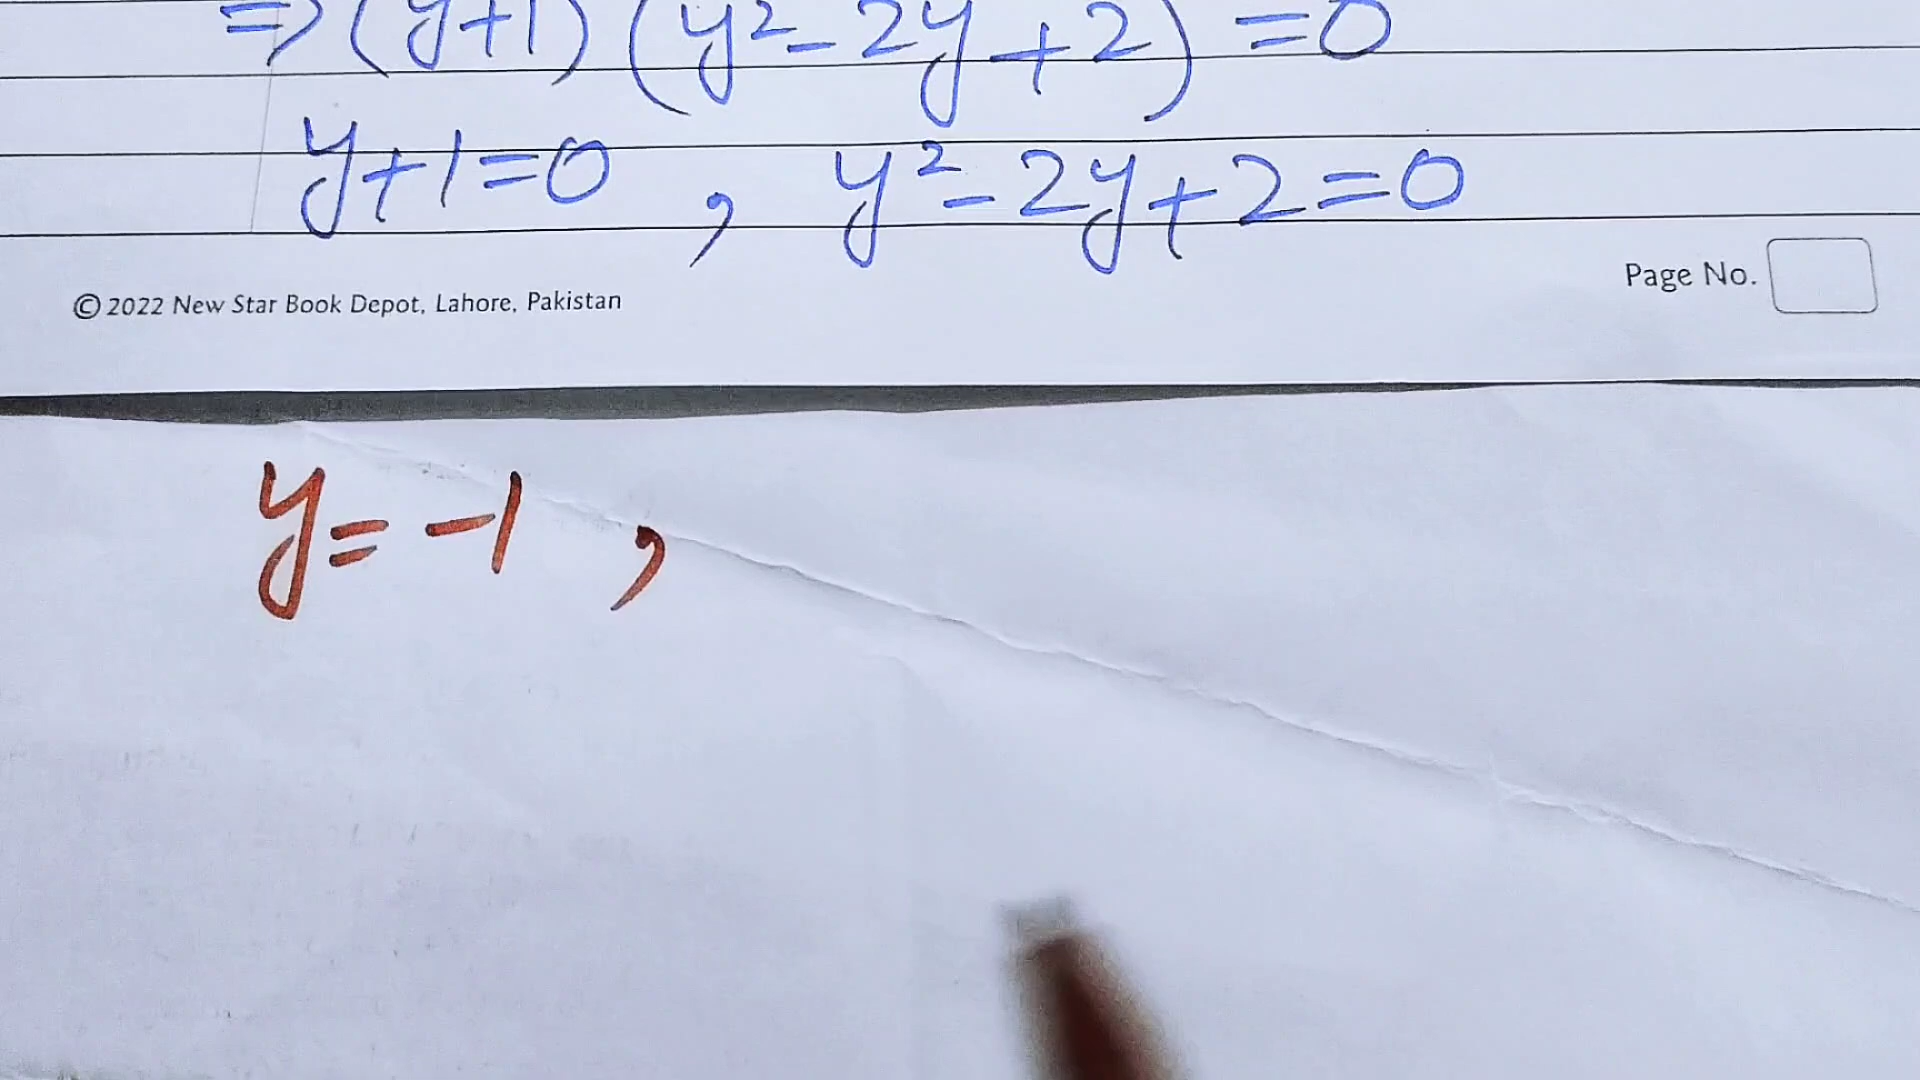 ⇒ (y+1) (y²-2y+2) =0
y+1=0 , y²-2y+2=0
Page No.
© 2022 New Star Book Depot, Lahore, Pakistan
y=-1 ,